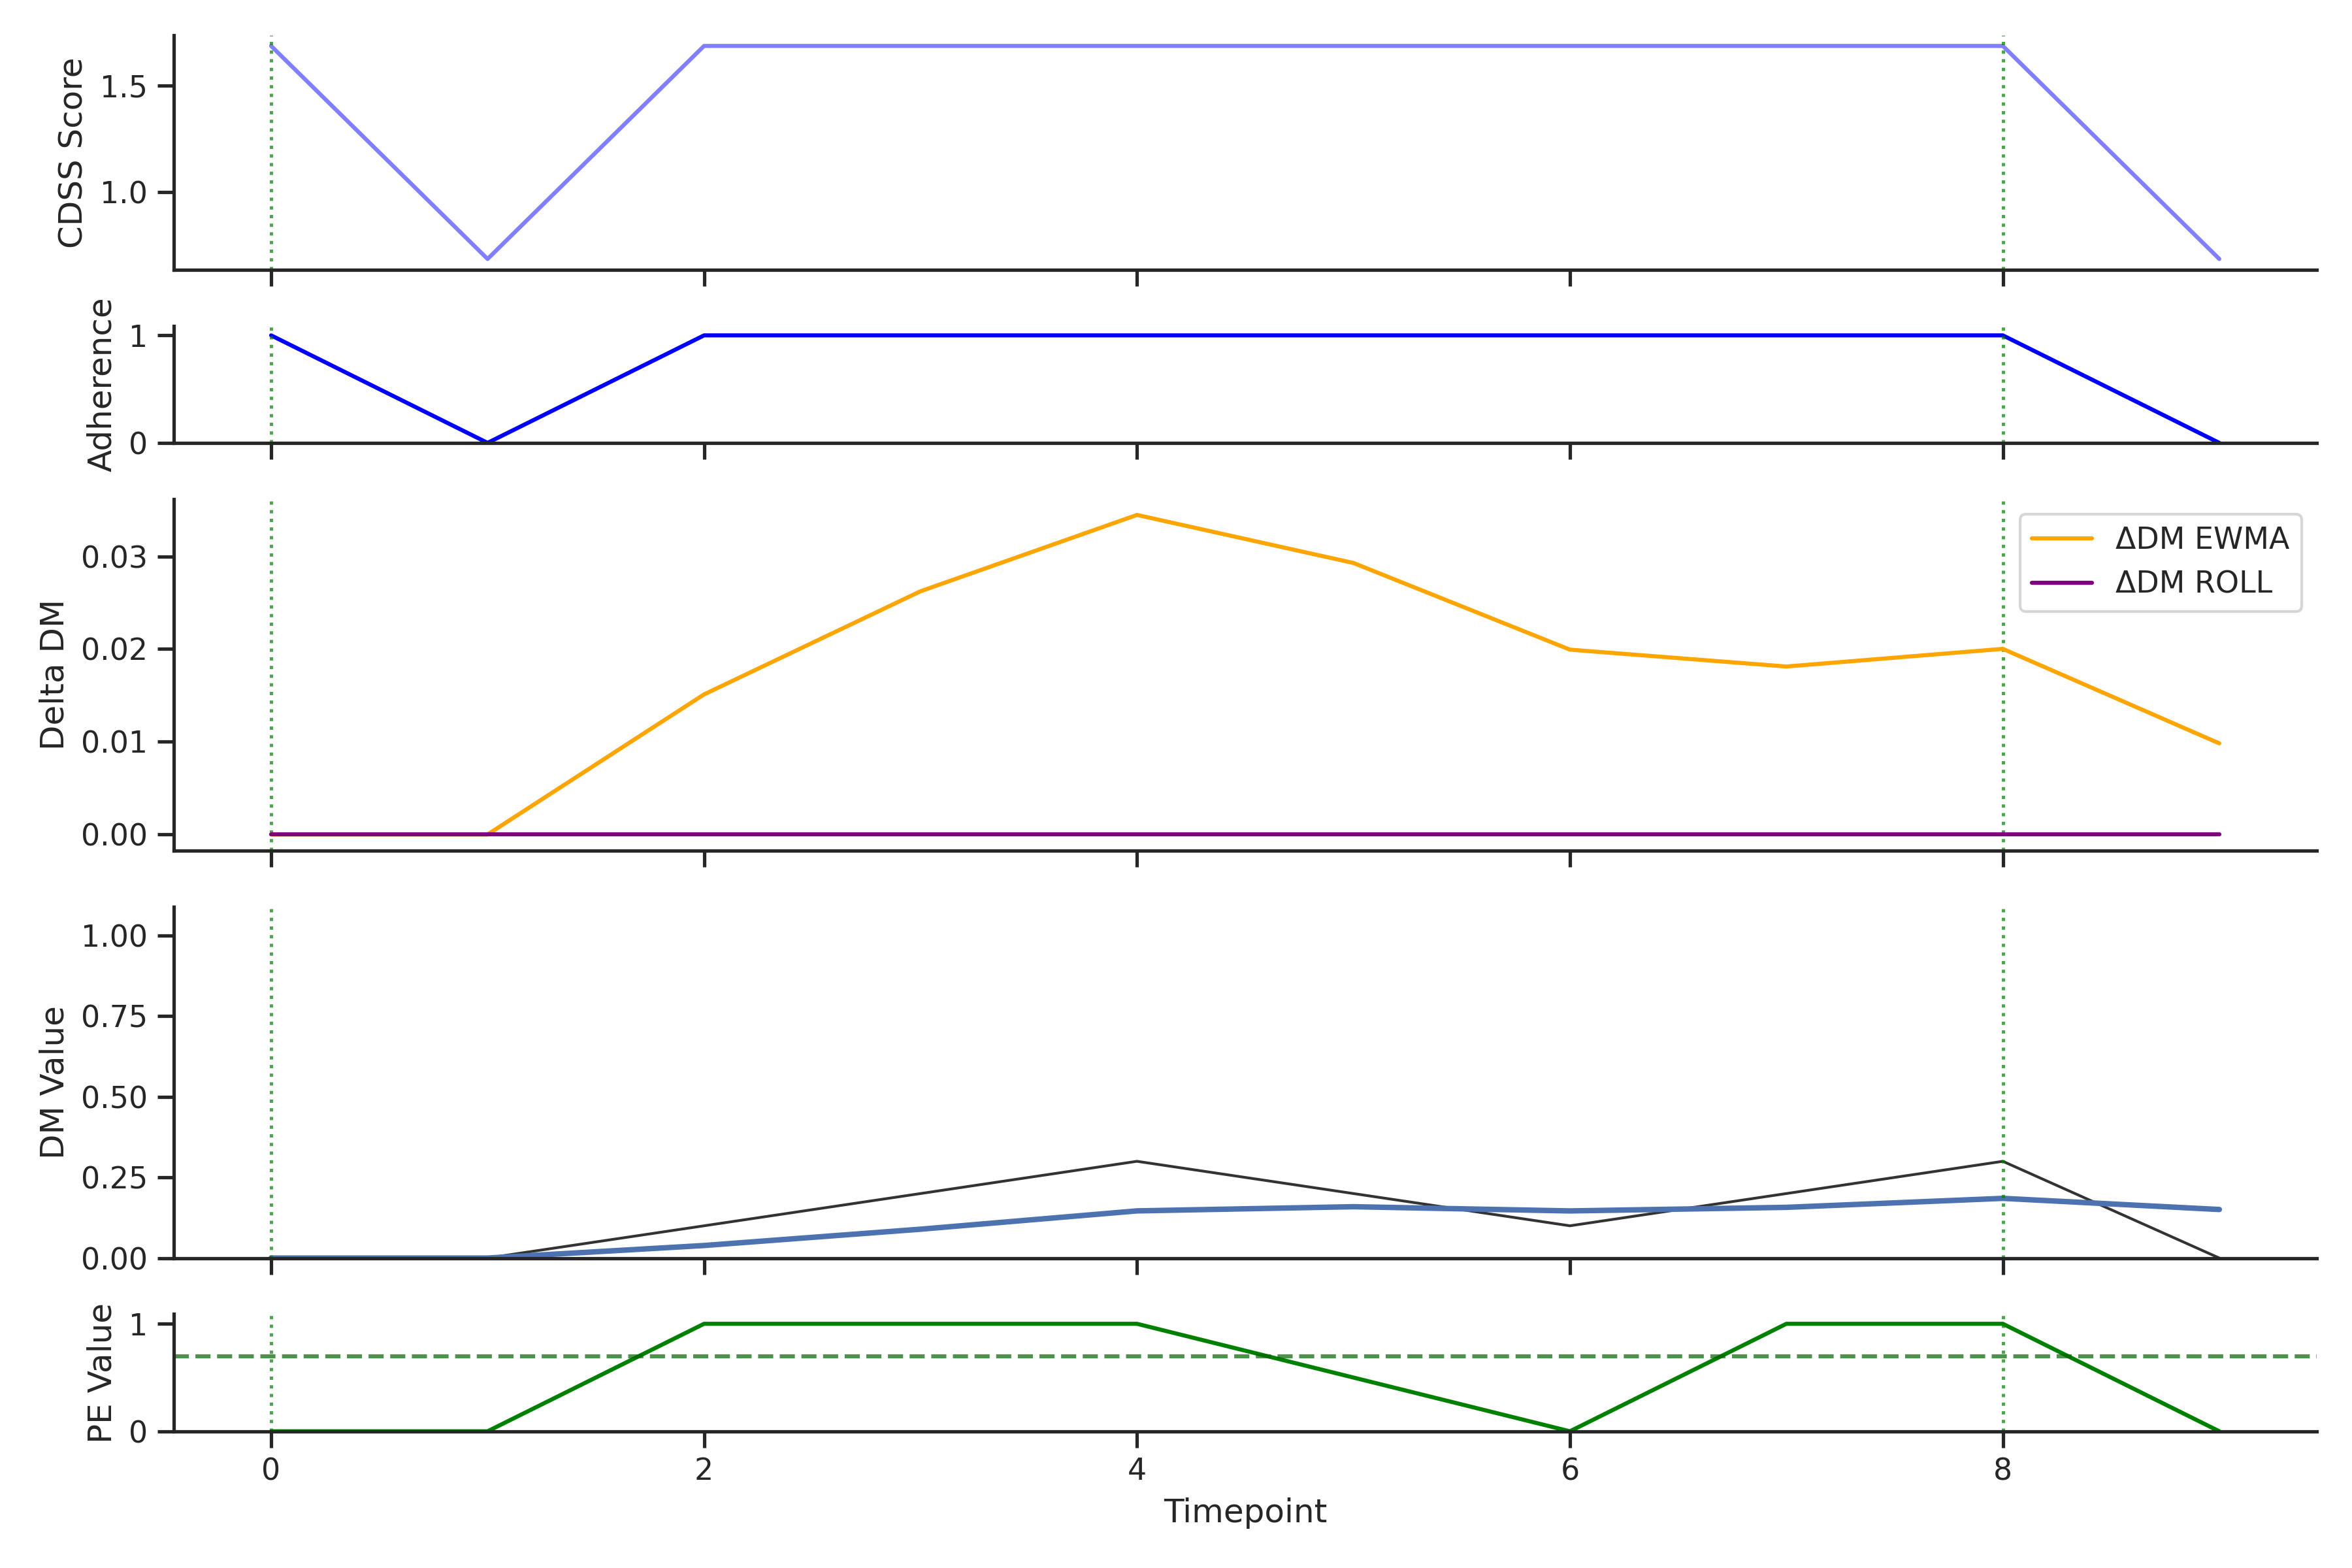 CDSS Score
1.5
1.0
Adherence
1
0
Delta DM
0.03
0.02
0.01
0.00
ΔDM EWMA
ΔDM ROLL
DM Value
1.00
0.75
0.50
0.25
0.00
PE Value
1
0
0 2 4 6 8
Timepoint